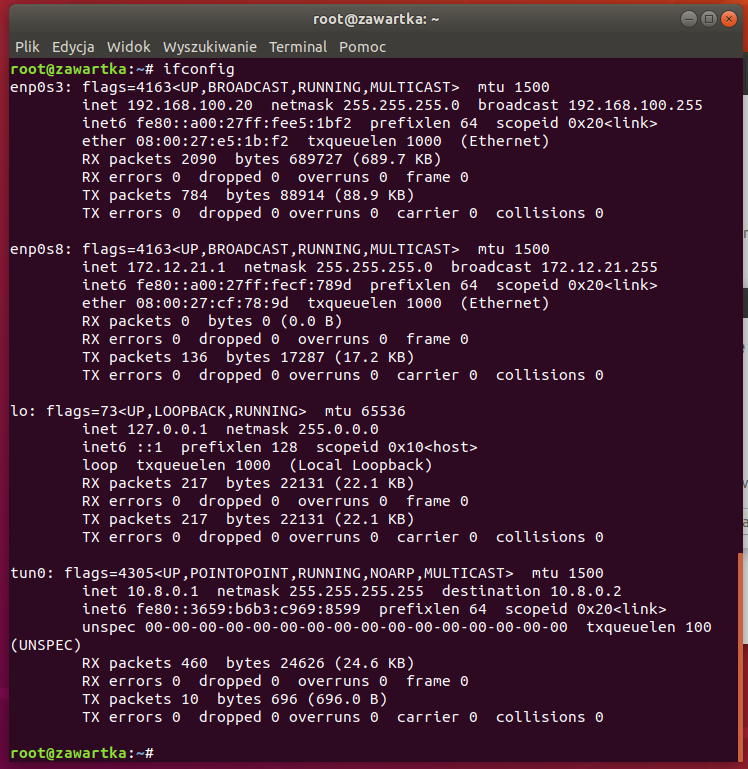 root@zawartka: ~
Plik Edycja Widok Wyszukiwanie Terminal Pomoc
root@zawartka:~# ifconfig
enp0s3: flags=4163<UP,BROADCAST,RUNNING,MULTICAST>  mtu 1500
        inet 192.168.100.20  netmask 255.255.255.0  broadcast 192.168.100.255
        inet6 fe80::a00:27ff:fee5:1bf2  prefixlen 64  scopeid 0x20<link>
        ether 08:00:27:e5:1b:f2  txqueuelen 1000  (Ethernet)
        RX packets 2090  bytes 689727 (689.7 KB)
        RX errors 0  dropped 0  overruns 0  frame 0
        TX packets 784  bytes 88914 (88.9 KB)
        TX errors 0  dropped 0 overruns 0  carrier 0  collisions 0

enp0s8: flags=4163<UP,BROADCAST,RUNNING,MULTICAST>  mtu 1500
        inet 172.12.21.1  netmask 255.255.255.0  broadcast 172.12.21.255
        inet6 fe80::a00:27ff:fecf:789d  prefixlen 64  scopeid 0x20<link>
        ether 08:00:27:cf:78:9d  txqueuelen 1000  (Ethernet)
        RX packets 0  bytes 0 (0.0 B)
        RX errors 0  dropped 0  overruns 0  frame 0
        TX packets 136  bytes 17287 (17.2 KB)
        TX errors 0  dropped 0 overruns 0  carrier 0  collisions 0

lo: flags=73<UP,LOOPBACK,RUNNING>  mtu 65536
        inet 127.0.0.1  netmask 255.0.0.0
        inet6 ::1  prefixlen 128  scopeid 0x10<host>
        loop  txqueuelen 1000  (Local Loopback)
        RX packets 217  bytes 22131 (22.1 KB)
        RX errors 0  dropped 0  overruns 0  frame 0
        TX packets 217  bytes 22131 (22.1 KB)
        TX errors 0  dropped 0 overruns 0  carrier 0  collisions 0

tun0: flags=4305<UP,POINTOPOINT,RUNNING,NOARP,MULTICAST>  mtu 1500
        inet 10.8.0.1  netmask 255.255.255.255  destination 10.8.0.2
        inet6 fe80::3659:b6b3:c969:8599  prefixlen 64  scopeid 0x20<link>
        unspec 00-00-00-00-00-00-00-00-00-00-00-00-00-00-00-00  txqueuelen 100
(UNSPEC)
        RX packets 460  bytes 24626 (24.6 KB)
        RX errors 0  dropped 0  overruns 0  frame 0
        TX packets 10  bytes 696 (696.0 B)
        TX errors 0  dropped 0 overruns 0  carrier 0  collisions 0

root@zawartka:~#